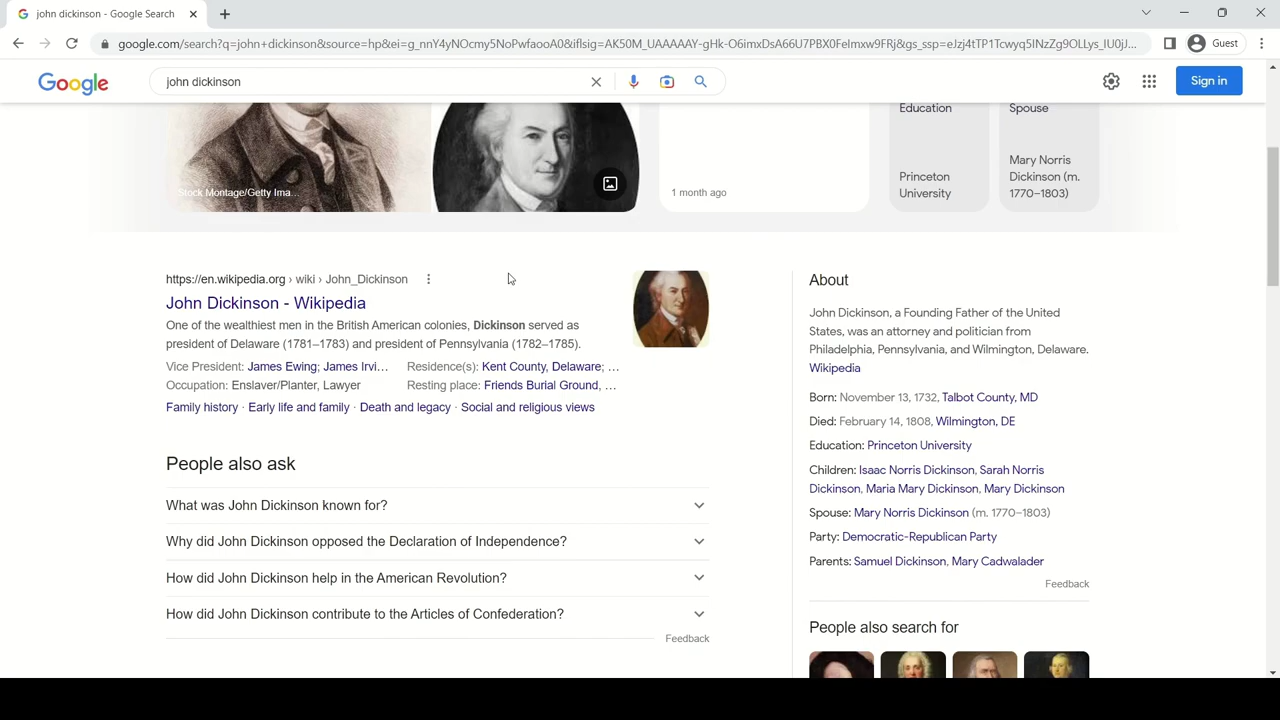 john dickinson - Google Search
google.com/search?q=john+dickinson&source=hp&ei=g_nnY4yNOcmy5NoPwfaooA0&iflsig=AK50M_UAAAAAY-gHk-O6imxDsA66U7PBX0FeImxw9FRj&gs_ssp=eJzj4tTP1Tcwyq5INzZg9OLLys_IU0jJ...
Guest
Google
john dickinson
Sign in
Education
Spouse
Princeton
University
Mary Norris
Dickinson (m.
1770–1803)
Stock Montage/Getty Ima...
1 month ago
https://en.wikipedia.org › wiki › John_Dickinson
John Dickinson - Wikipedia
One of the wealthiest men in the British American colonies, Dickinson served as
president of Delaware (1781–1783) and president of Pennsylvania (1782–1785).
Vice President: James Ewing; James Irvi... Residence(s): Kent County, Delaware; ...
Occupation: Enslaver/Planter, Lawyer Resting place: Friends Burial Ground, ...
Family history · Early life and family · Death and legacy · Social and religious views
People also ask
What was John Dickinson known for?
Why did John Dickinson opposed the Declaration of Independence?
How did John Dickinson help in the American Revolution?
How did John Dickinson contribute to the Articles of Confederation?
Feedback
About
John Dickinson, a Founding Father of the United
States, was an attorney and politician from
Philadelphia, Pennsylvania, and Wilmington, Delaware.
Wikipedia
Born: November 13, 1732, Talbot County, MD
Died: February 14, 1808, Wilmington, DE
Education: Princeton University
Children: Isaac Norris Dickinson, Sarah Norris
Dickinson, Maria Mary Dickinson, Mary Dickinson
Spouse: Mary Norris Dickinson (m. 1770–1803)
Party: Democratic-Republican Party
Parents: Samuel Dickinson, Mary Cadwalader
Feedback
People also search for